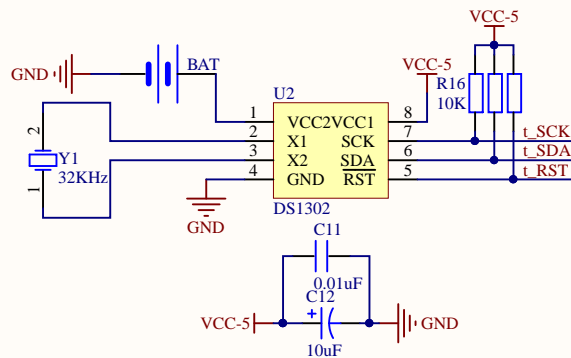 VCC-5
GND
BAT
VCC-5
R16
10K
U2
1 VCC2 VCC1 8
2 X1 SCK 7 t_SCK
3 X2 SDA 6 t_SDA
4 GND RST 5 t_RST
2
Y1
32KHz
1
DS1302
GND
C11
0.01uF
C12
VCC-5 + GND
10uF